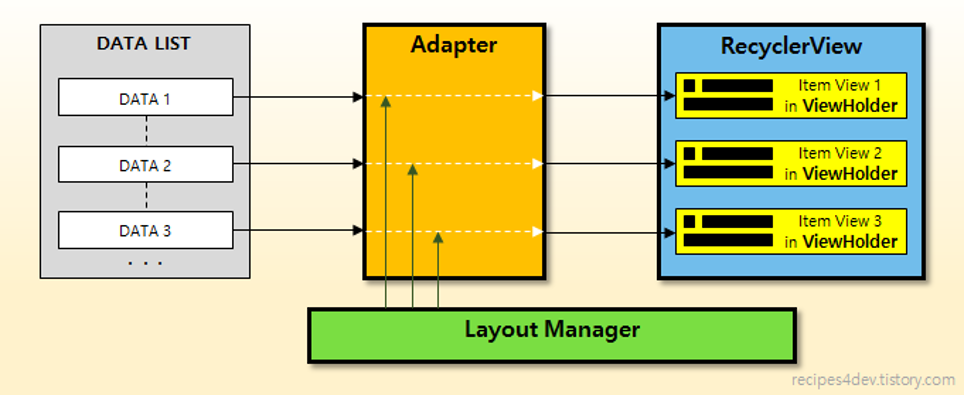 DATA LIST
DATA 1
DATA 2
DATA 3
. . .
Adapter
RecyclerView
Item View 1
in ViewHolder
Item View 2
in ViewHolder
Item View 3
in ViewHolder
Layout Manager
recipes4dev.tistory.com